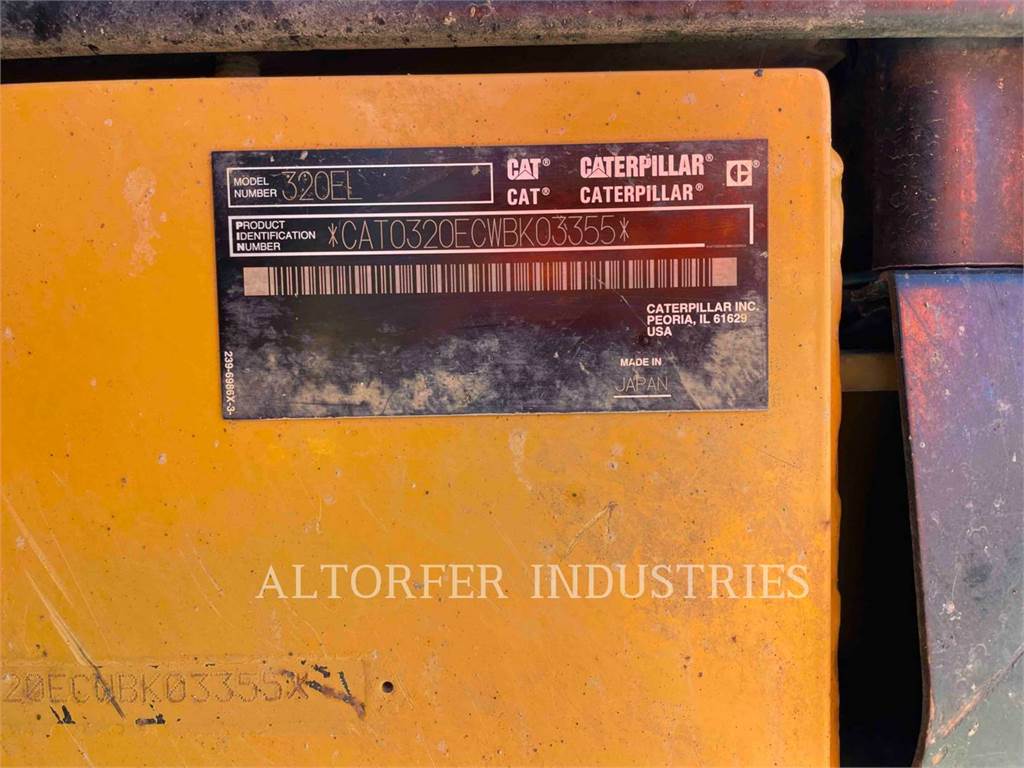 MODEL NUMBER 320EL
CAT® CATERPILLAR® C®
CAT® CATERPILLAR®
PRODUCT IDENTIFICATION NUMBER *CAT0320ECWBK03355*
CATERPILLAR INC.
PEORIA, IL 61629
USA
MADE IN
JAPAN
239-6986X-3-
ALTORFER INDUSTRIES
20ECWBK03355*